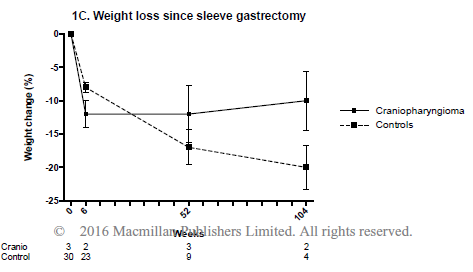 1C. Weight loss since sleeve gastrectomy
Weight change (%)
0
-5
-10
-15
-20
-25
0 6 52 104
Weeks
Craniopharyngioma
Controls
© 2016 Macmillan Publishers Limited. All rights reserved.
Cranio 3 2 3 2
Control 30 23 9 4